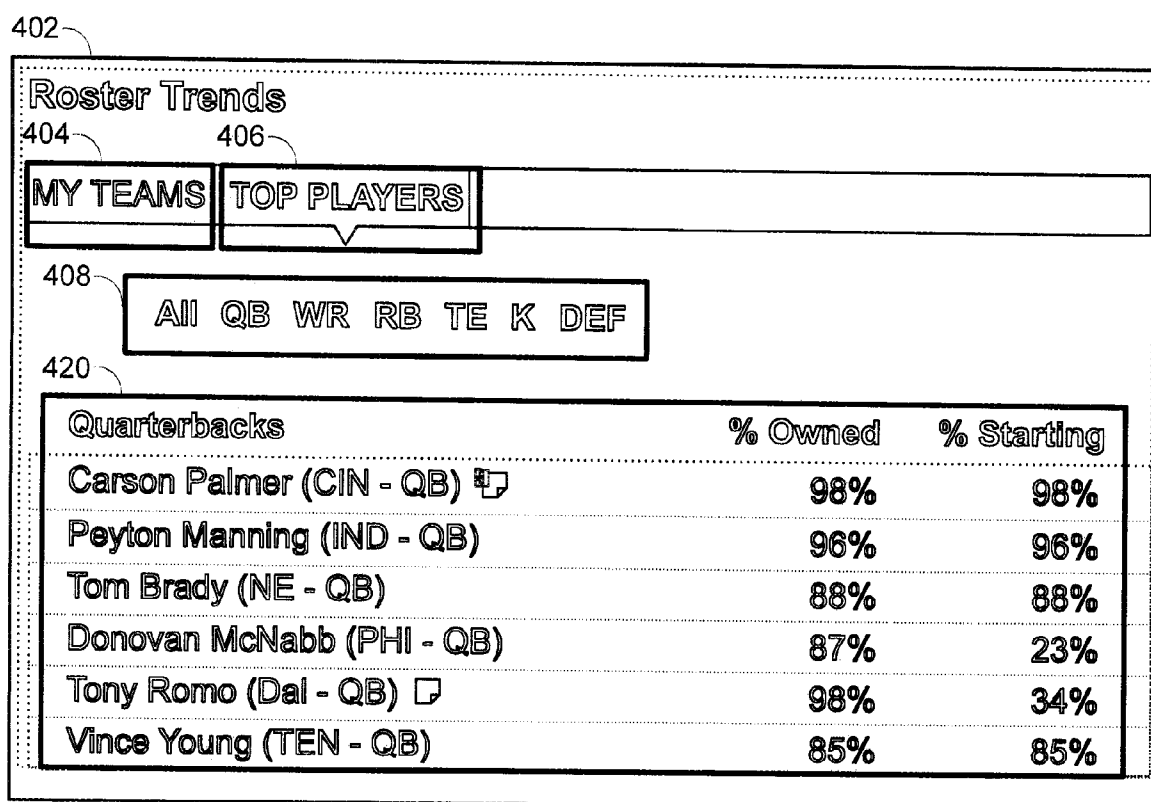 402
Roster Trends
404 406
MY TEAMS TOP PLAYERS
408
All QB WR RB TE K DEF
420
Quarterbacks % Owned % Starting
Carson Palmer (CIN - QB) 98% 98%
Peyton Manning (IND - QB) 96% 96%
Tom Brady (NE - QB) 88% 88%
Donovan McNabb (PHI - QB) 87% 23%
Tony Romo (Dal - QB) 98% 34%
Vince Young (TEN - QB) 85% 85%